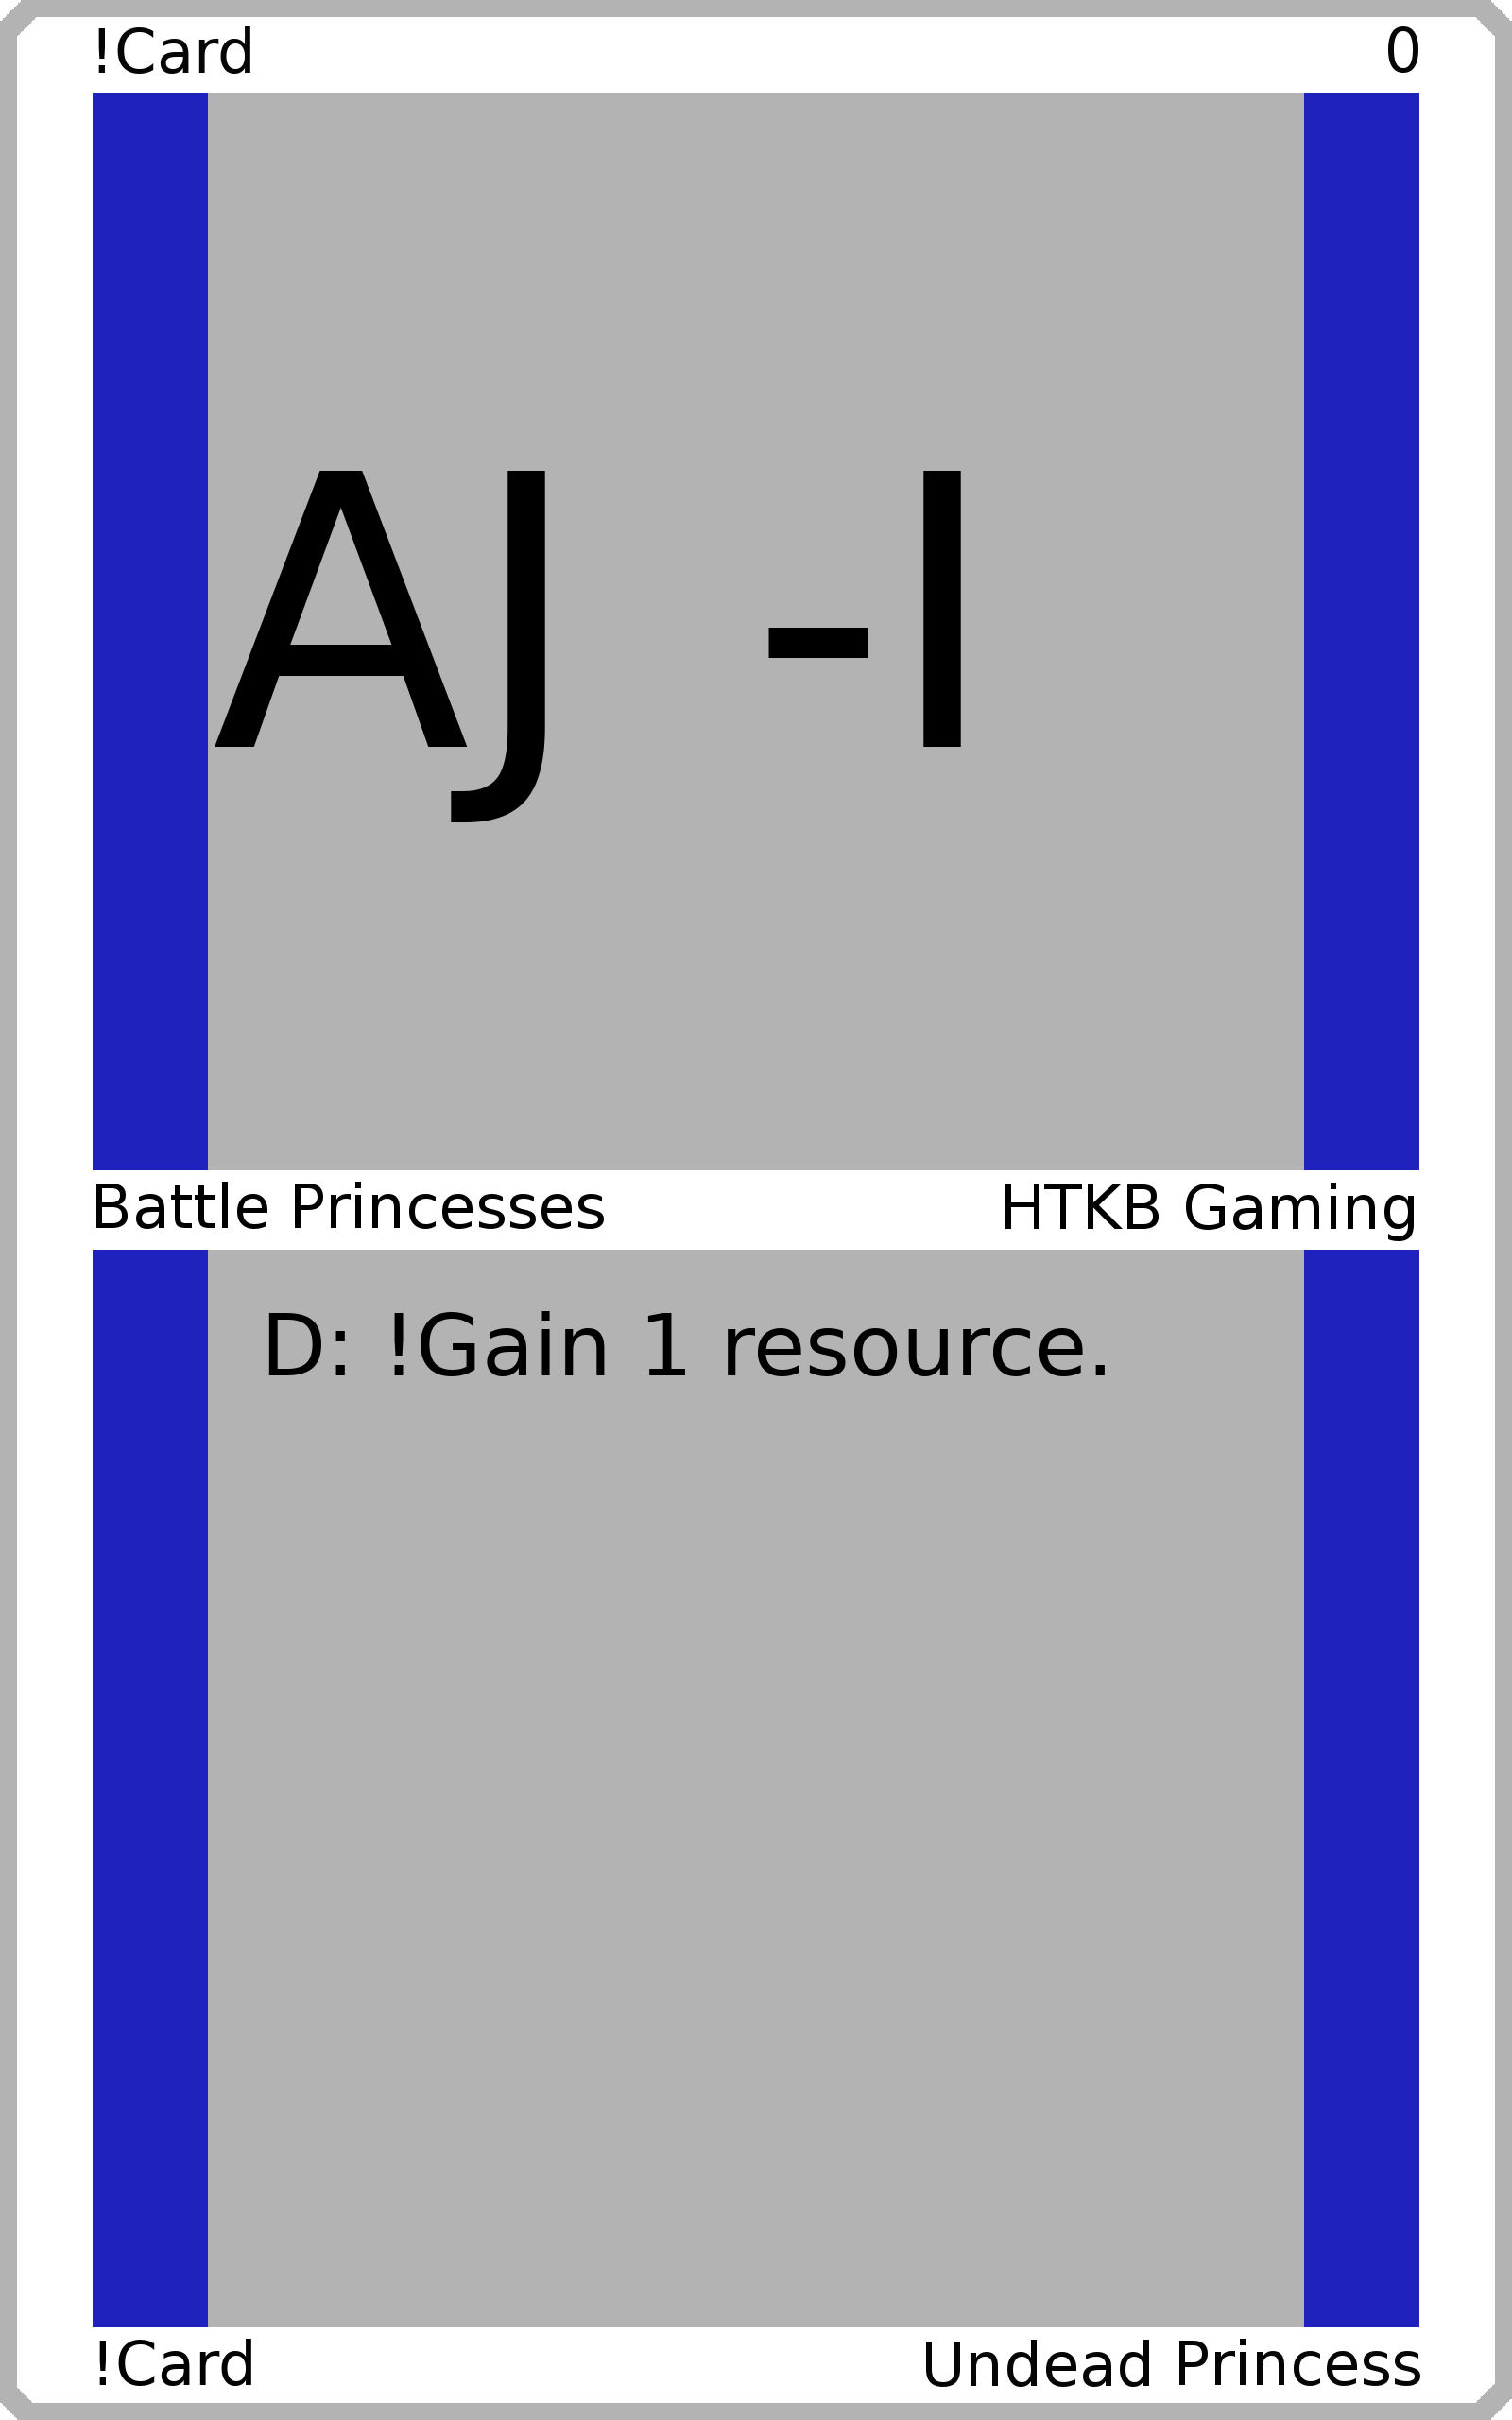 !Card 0
AJ -I
Battle Princesses HTKB Gaming
D: !Gain 1 resource.
!Card Undead Princess